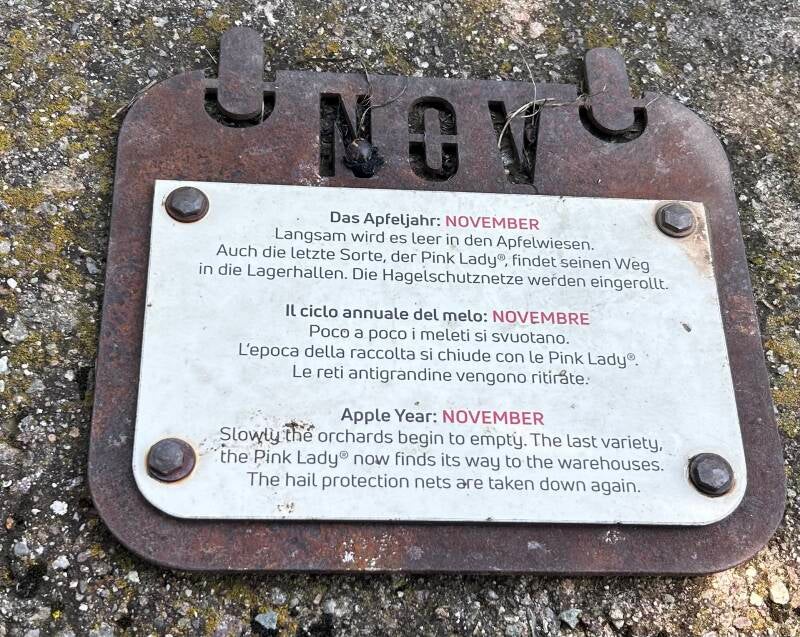 NOV
Das Apfeljahr: NOVEMBER
Langsam wird es leer in den Apfelwiesen.
Auch die letzte Sorte, der Pink Lady®, findet seinen Weg
in die Lagerhallen. Die Hagelschutznetze werden eingerollt.
Il ciclo annuale del melo: NOVEMBRE
Poco a poco i meleti si svuotano.
L'epoca della raccolta si chiude con le Pink Lady®.
Le reti antigrandine vengono ritirate.
Apple Year: NOVEMBER
Slowly the orchards begin to empty. The last variety,
the Pink Lady® now finds its way to the warehouses.
The hail protection nets are taken down again.